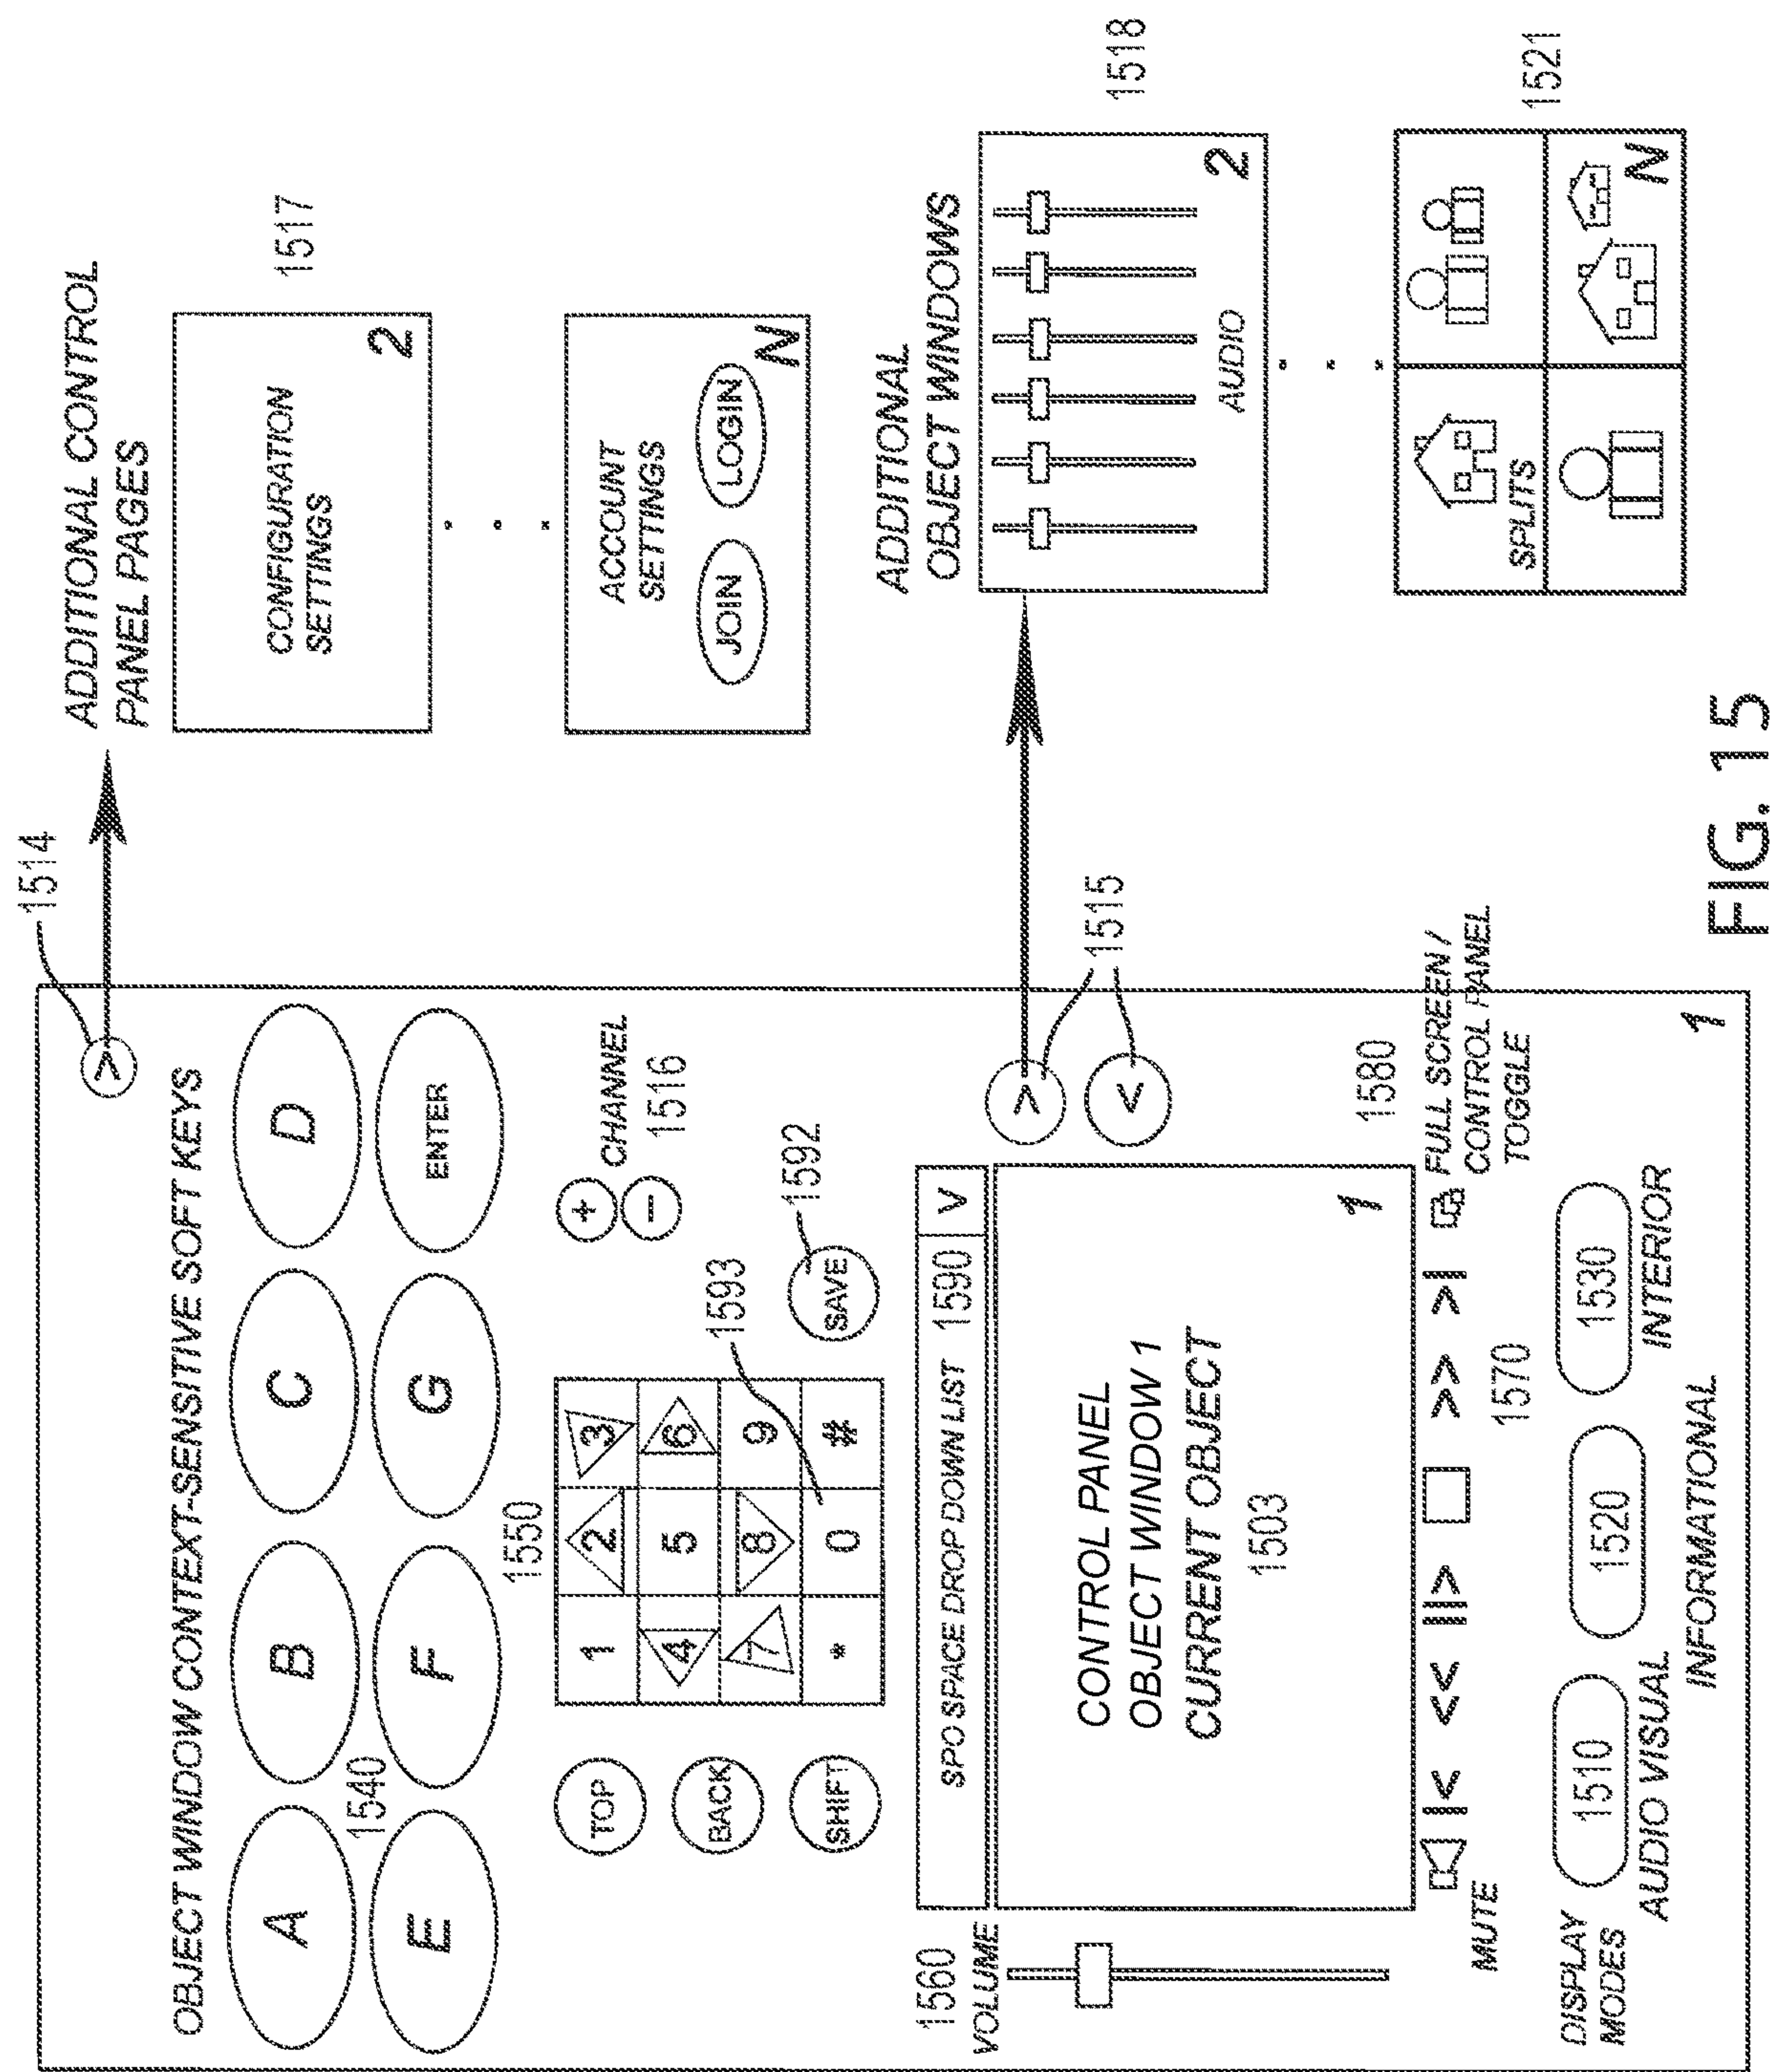 1514
ADDITIONAL CONTROL
PANEL PAGES
>
1517
CONFIGURATION
SETTINGS
2
ACCOUNT
SETTINGS
JOIN
LOGIN
N
OBJECT WINDOW CONTEXT-SENSITIVE SOFT KEYS
A
B
C
D
1540
E
F
G
ENTER
1550
TOP
BACK
SHIFT
1 2 3
4 5 6
7 8 9
* 0 #
+
-
CHANNEL
1516
1593
SAVE
1592
1560
VOLUME
SPO SPACE DROP DOWN LIST 1590 V
CONTROL PANEL
OBJECT WINDOW 1
CURRENT OBJECT
1503
1
>
<
1515
ADDITIONAL
OBJECT WINDOWS
1518
AUDIO
2
SPLITS
1521
N
1580
MUTE
|< << ||> >> >|
FULL SCREEN /
CONTROL PANEL
TOGGLE
1570
DISPLAY
MODES
1510
1520
1530
AUDIO VISUAL
INTERIOR
INFORMATIONAL
1
FIG. 15